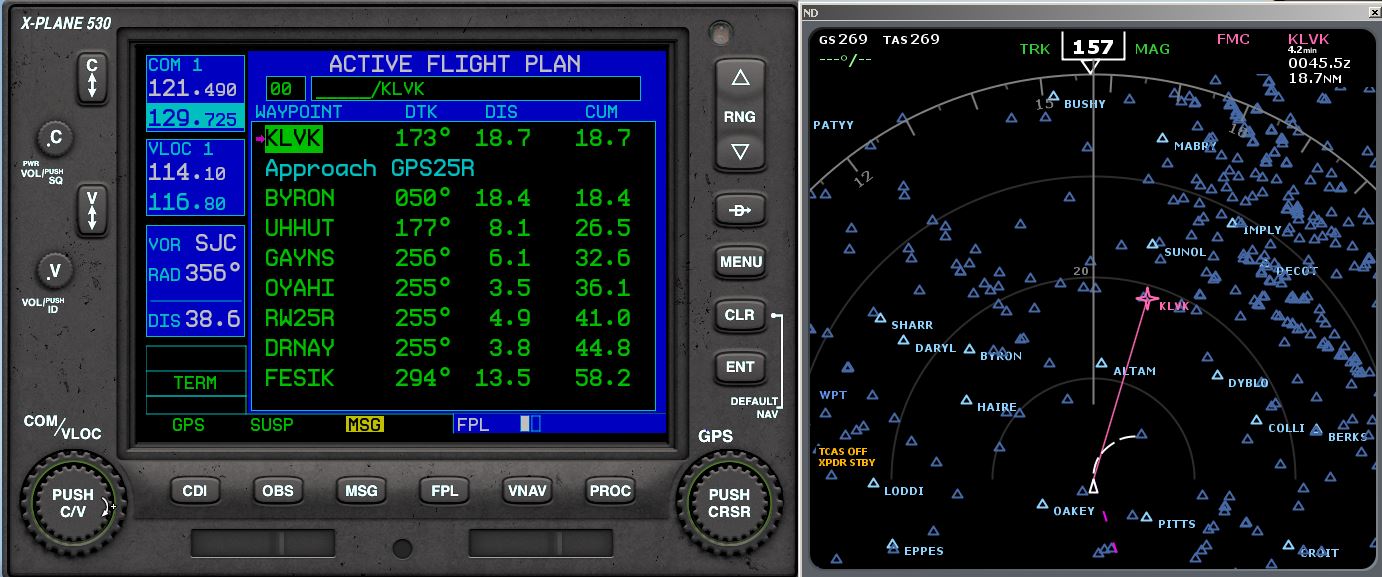 X-PLANE 530
C
COM 1
121.490
129.725
.C
PWR
VOL/PUSH
SQ
VLOC 1
114.10
116.80
V
VOR SJC
RAD 356°
DIS 38.6
.V
VOL/PUSH
ID
TERM
COM/VLOC
PUSH
C/V
ACTIVE FLIGHT PLAN
00 _____/KLVK
WAYPOINT DTK DIS CUM
KLVK 173° 18.7 18.7
Approach GPS25R
BYRON 050° 18.4 18.4
UHHUT 177° 8.1 26.5
GAYNS 256° 6.1 32.6
OYAHI 255° 3.5 36.1
RW25R 255° 4.9 41.0
DRNAY 255° 3.8 44.8
FESIK 294° 13.5 58.2
GPS SUSP MSG FPL
RNG
D
MENU
CLR
ENT
DEFAULT
NAV
GPS
PUSH
CRSR
CDI OBS MSG FPL VNAV PROC
ND
GS 269 TAS 269
---°/--
TRK 157 MAG
FMC KLVK
4.2min
0045.5z
18.7NM
15
BUSHY
PATYY
MABRY
12
IMPLY
SUNOL
DECOT
20
KLVK
SHARR
DARYL
BYRON
ALTAM
DYBLO
WPT
HAIRE
COLLI
BERKS
TCAS OFF
XPDR STBY
LODDI
OAKEY
PITTS
EPPES
CROIT